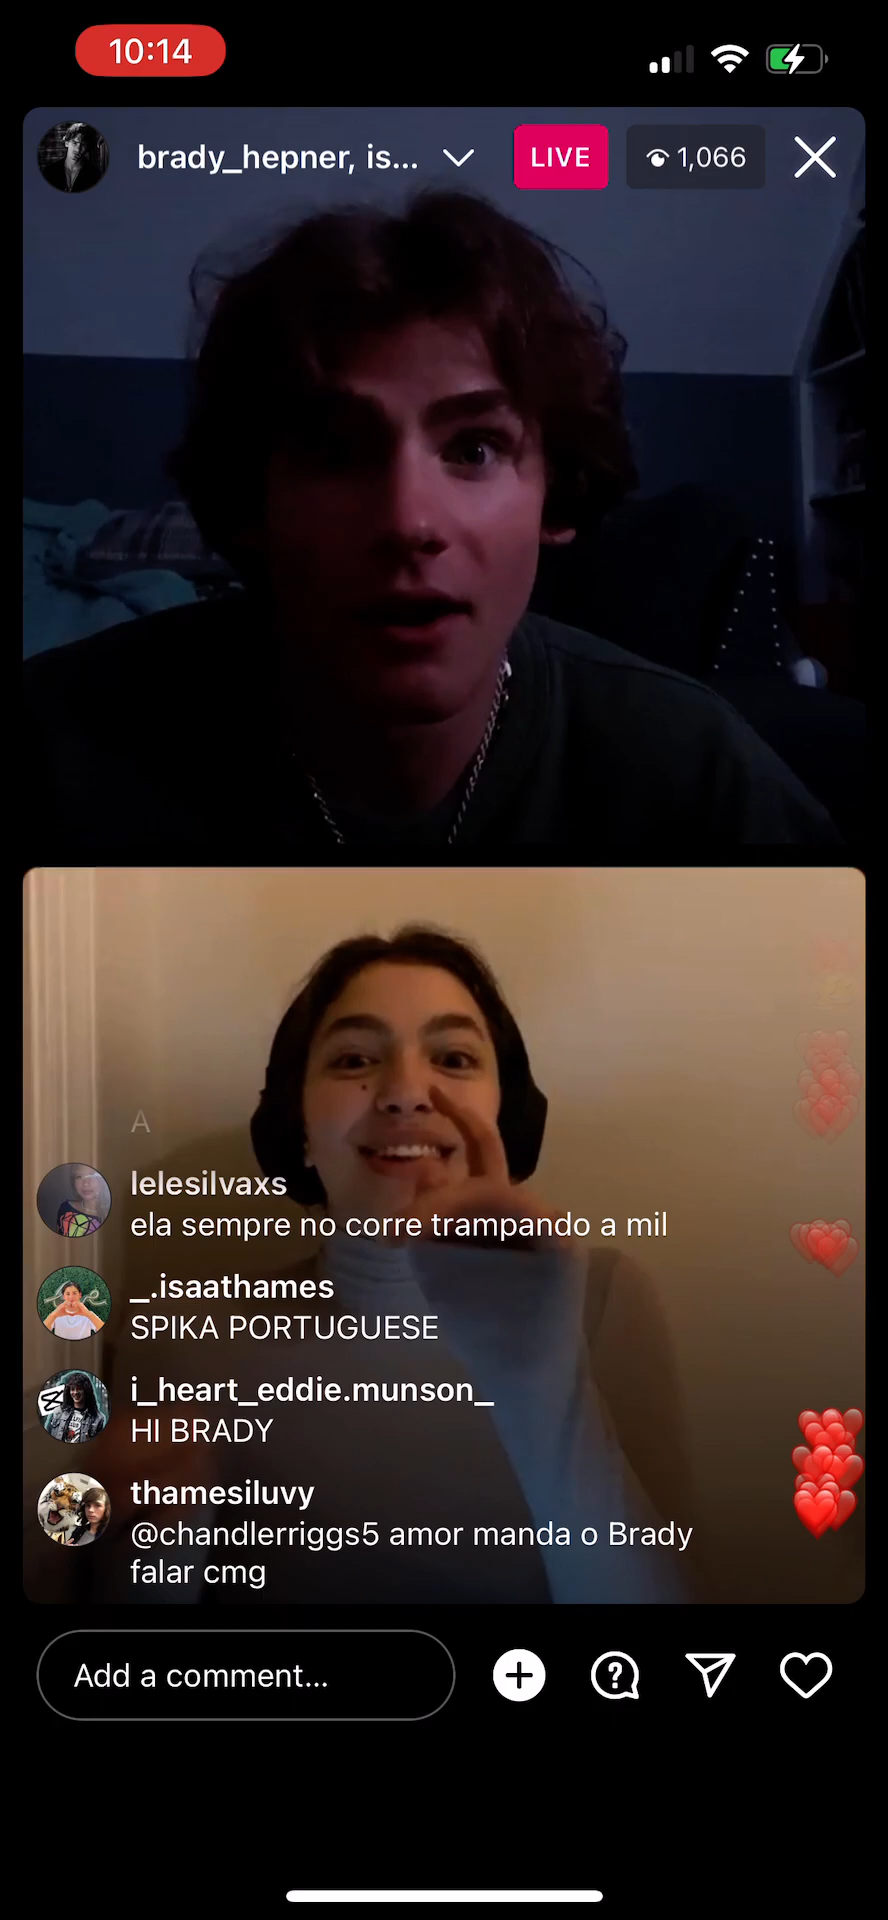 10:14
brady_hepner, is...
LIVE
1,066
A
lelesilvaxs
ela sempre no corre trampando a mil
_.isaathames
SPIKA PORTUGUESE
i_heart_eddie.munson_
HI BRADY
thamesiluvy
@chandlerriggs5 amor manda o Brady
falar cmg
Add a comment...